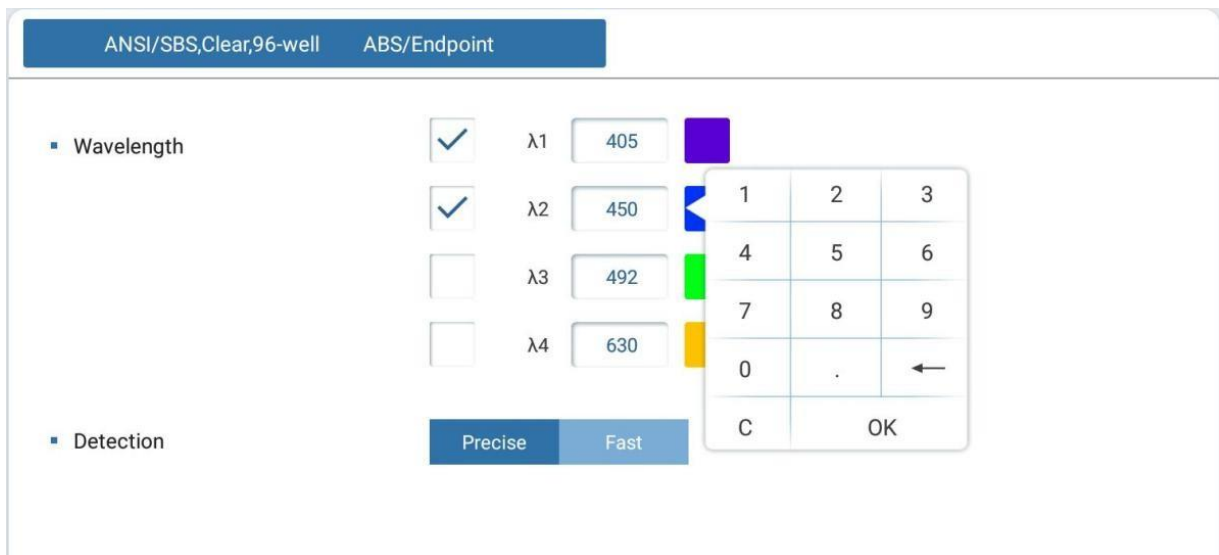 ANSI/SBS,Clear,96-well ABS/Endpoint
Wavelength
λ1 405
λ2 450
λ3 492
λ4 630
1 2 3
4 5 6
7 8 9
0 . ←
C OK
Detection
Precise Fast